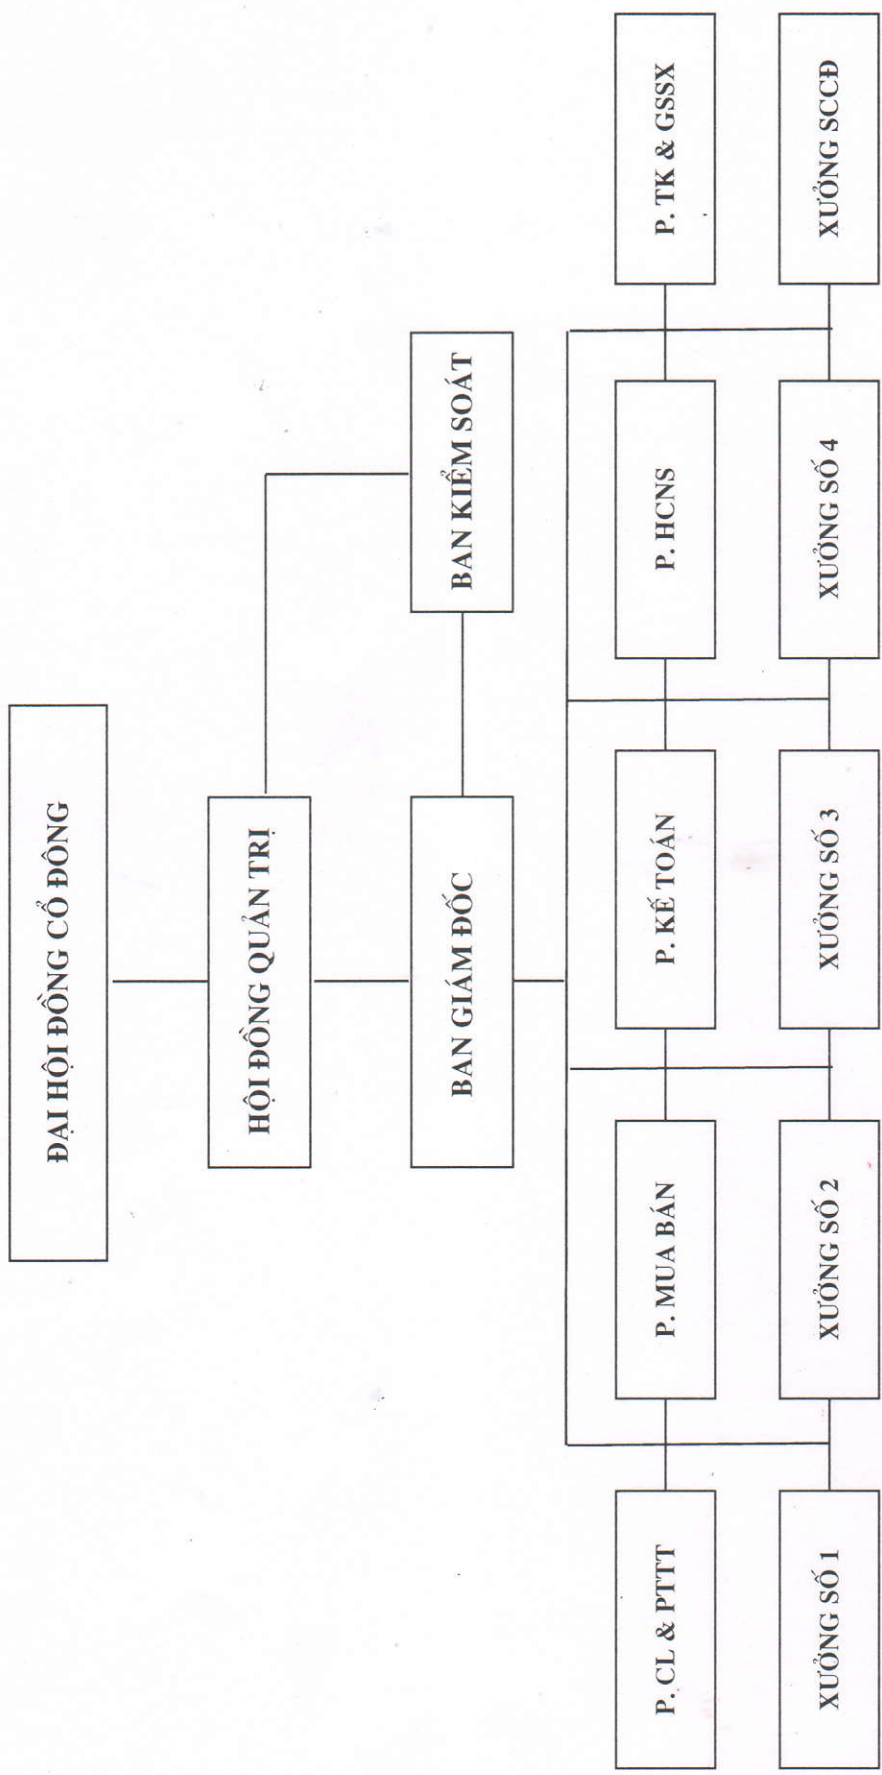 ĐẠI HỘI ĐỒNG CỔ ĐÔNG
HỘI ĐỒNG QUẢN TRỊ
BAN GIÁM ĐỐC
BAN KIỂM SOÁT
P. CL & PTTT
P. MUA BÁN
P. KẾ TOÁN
P. HCNS
P. TK & GSSX
XƯỞNG SỐ 1
XƯỞNG SỐ 2
XƯỞNG SỐ 3
XƯỞNG SỐ 4
XƯỞNG SCCĐ